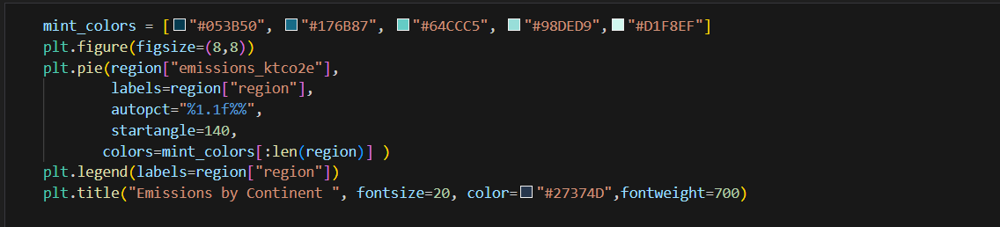 mint_colors = ["#053B50", "#176B87", "#64CCC5", "#98DED9","#D1F8EF"]
plt.figure(figsize=(8,8))
plt.pie(region["emissions_ktco2e"],
        labels=region["region"],
        autopct="%1.1f%%",
        startangle=140,
       colors=mint_colors[:len(region)] )
plt.legend(labels=region["region"])
plt.title("Emissions by Continent ", fontsize=20, color="#27374D",fontweight=700)